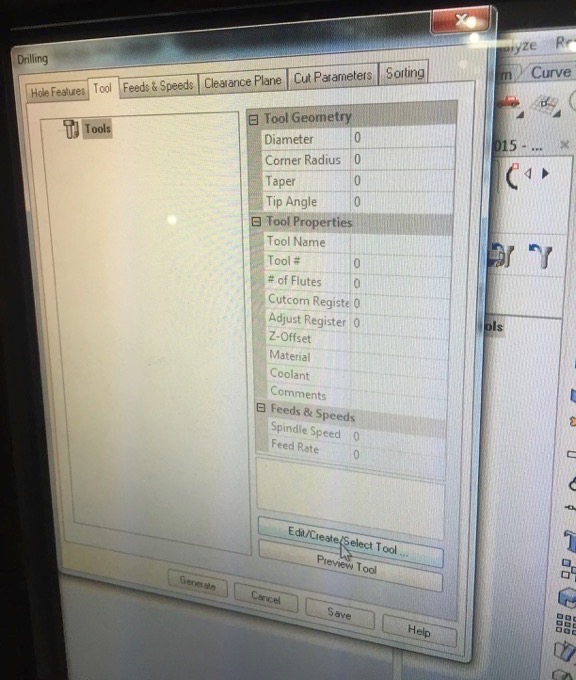 Drilling
Hole Features Tool Feeds & Speeds Clearance Plane Cut Parameters Sorting
Tools
Tool Geometry
Diameter 0
Corner Radius 0
Taper 0
Tip Angle 0
Tool Properties
Tool Name
Tool # 0
# of Flutes 0
Cutcom Registe 0
Adjust Register 0
Z-Offset
Material
Coolant
Comments
Feeds & Speeds
Spindle Speed 0
Feed Rate 0
Edit/Create/Select Tool ...
Preview Tool
Generate Cancel Save Help
alyze Re
m Curve
015 - ...
ols